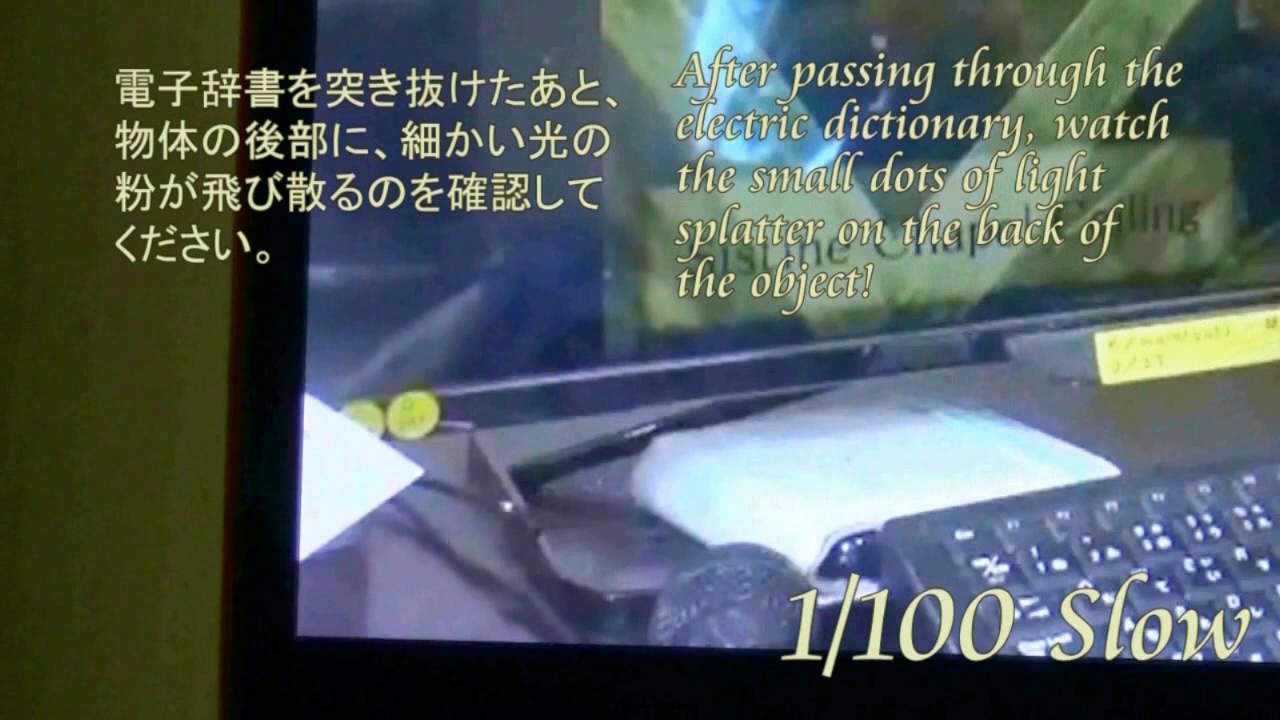 電子辞書を突き抜けたあと、
物体の後部に、細かい光の
粉が飛び散るのを確認して
ください。
After passing through the
electric dictionary, watch
the small dots of light
splatter on the back of
the object!
1/100 Slow